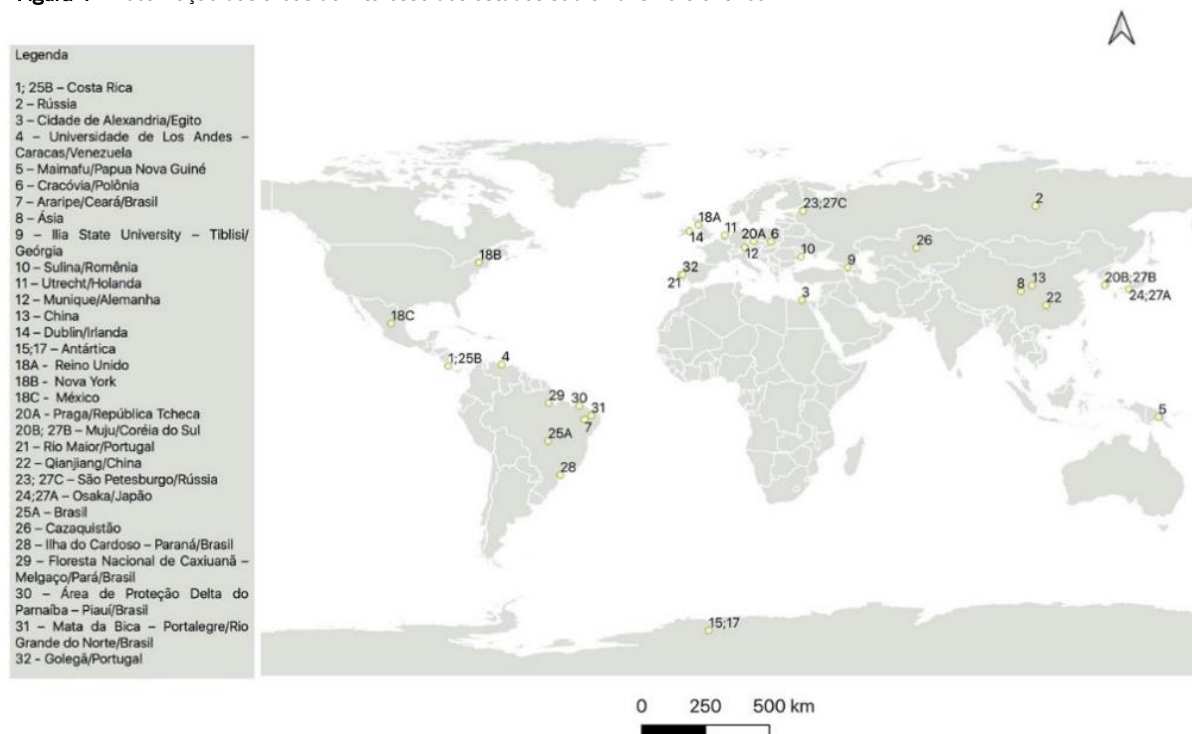 Figura
Legenda
1; 25B – Costa Rica
2 – Rússia
3 – Cidade de Alexandria/Egito
4 – Universidade de Los Andes –
Caracas/Venezuela
5 – Maimafu/Papua Nova Guiné
6 – Cracóvia/Polônia
7 – Araripe/Ceará/Brasil
8 – Ásia
9 – Ilia State University – Tiblisi/
Geórgia
10 – Sulina/Romênia
11 – Utrecht/Holanda
12 – Munique/Alemanha
13 – China
14 – Dublin/Irlanda
15;17 – Antártica
18A - Reino Unido
18B - Nova York
18C - México
20A - Praga/República Tcheca
20B; 27B – Muju/Coréia do Sul
21 – Rio Maior/Portugal
22 – Qianjiang/China
23; 27C – São Petesburgo/Rússia
24;27A – Osaka/Japão
25A – Brasil
26 – Cazaquistão
28 – Ilha do Cardoso – Paraná/Brasil
29 – Floresta Nacional de Caxiuanã –
Melgaço/Pará/Brasil
30 – Área de Proteção Delta do
Parnaíba – Piauí/Brasil
31 – Mata da Bica – Portalegre/Rio
Grande do Norte/Brasil
32 - Golegã/Portugal
2
23;27C
18A
14
11
20A
6
12
10
26
9
18B
32
21
3
8
13
22
20B;27B
24;27A
18C
1;25B
4
29
30
31
7
5
25A
28
15;17
0 250 500 km